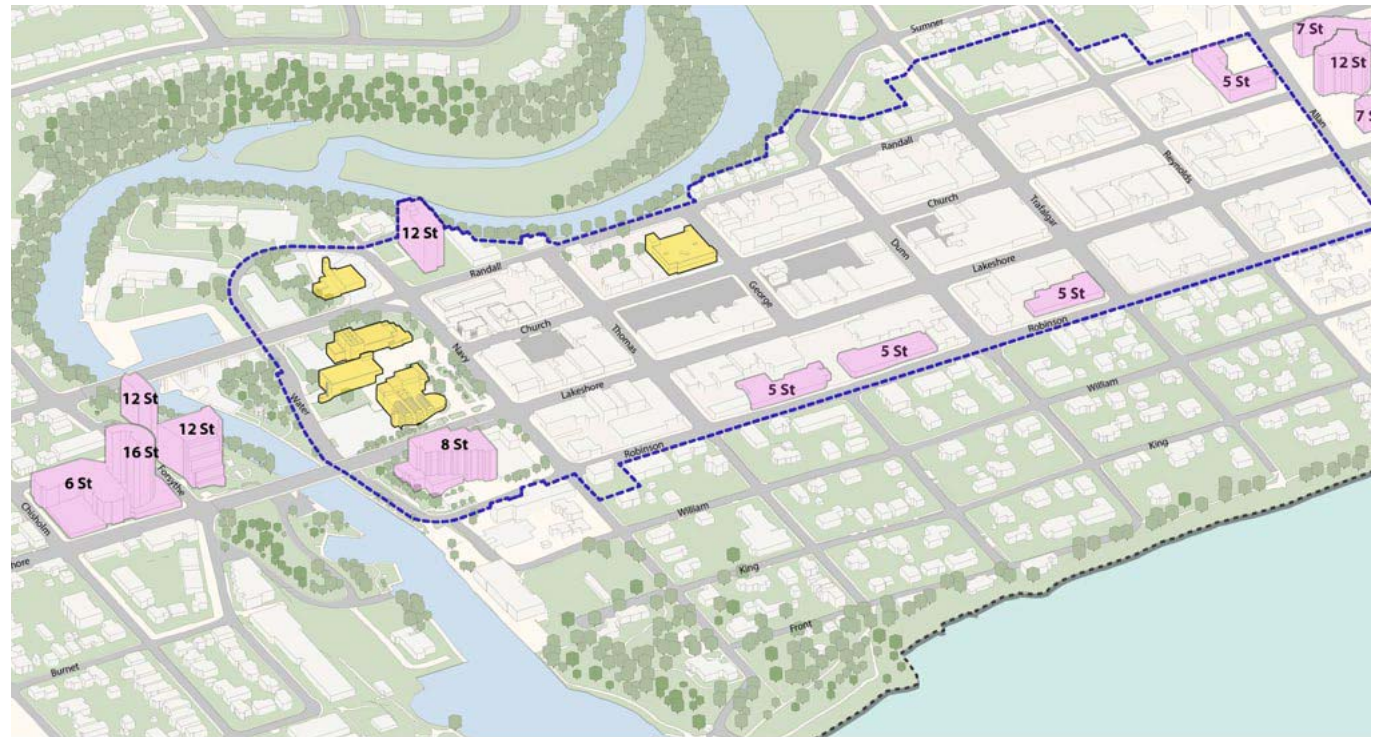 Sumner
7 St
12 St
5 St
7 S
Allan
Randall
Reynolds
Church
Trafalgar
12 St
Dunn
Lakeshore
Randall
George
5 St
Robinson
Church
Thomas
Navy
5 St
William
Lakeshore
5 St
12 St
Water
King
12 St
16 St
8 St
Robinson
6 St
Forsythe
Chisholm
William
hore
King
Front
Burnet